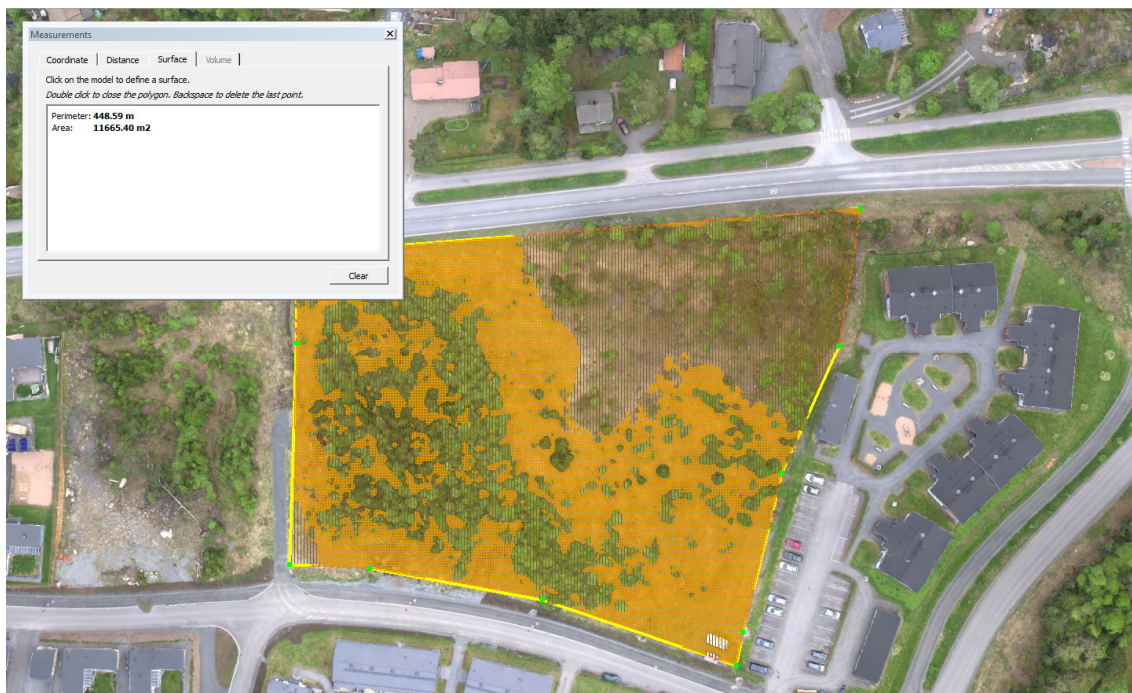 Measurements
Coordinate Distance Surface Volume
Click on the model to define a surface.
Double click to close the polygon. Backspace to delete the last point.
Perimeter: 448.59 m
Area: 11665.40 m2
Clear